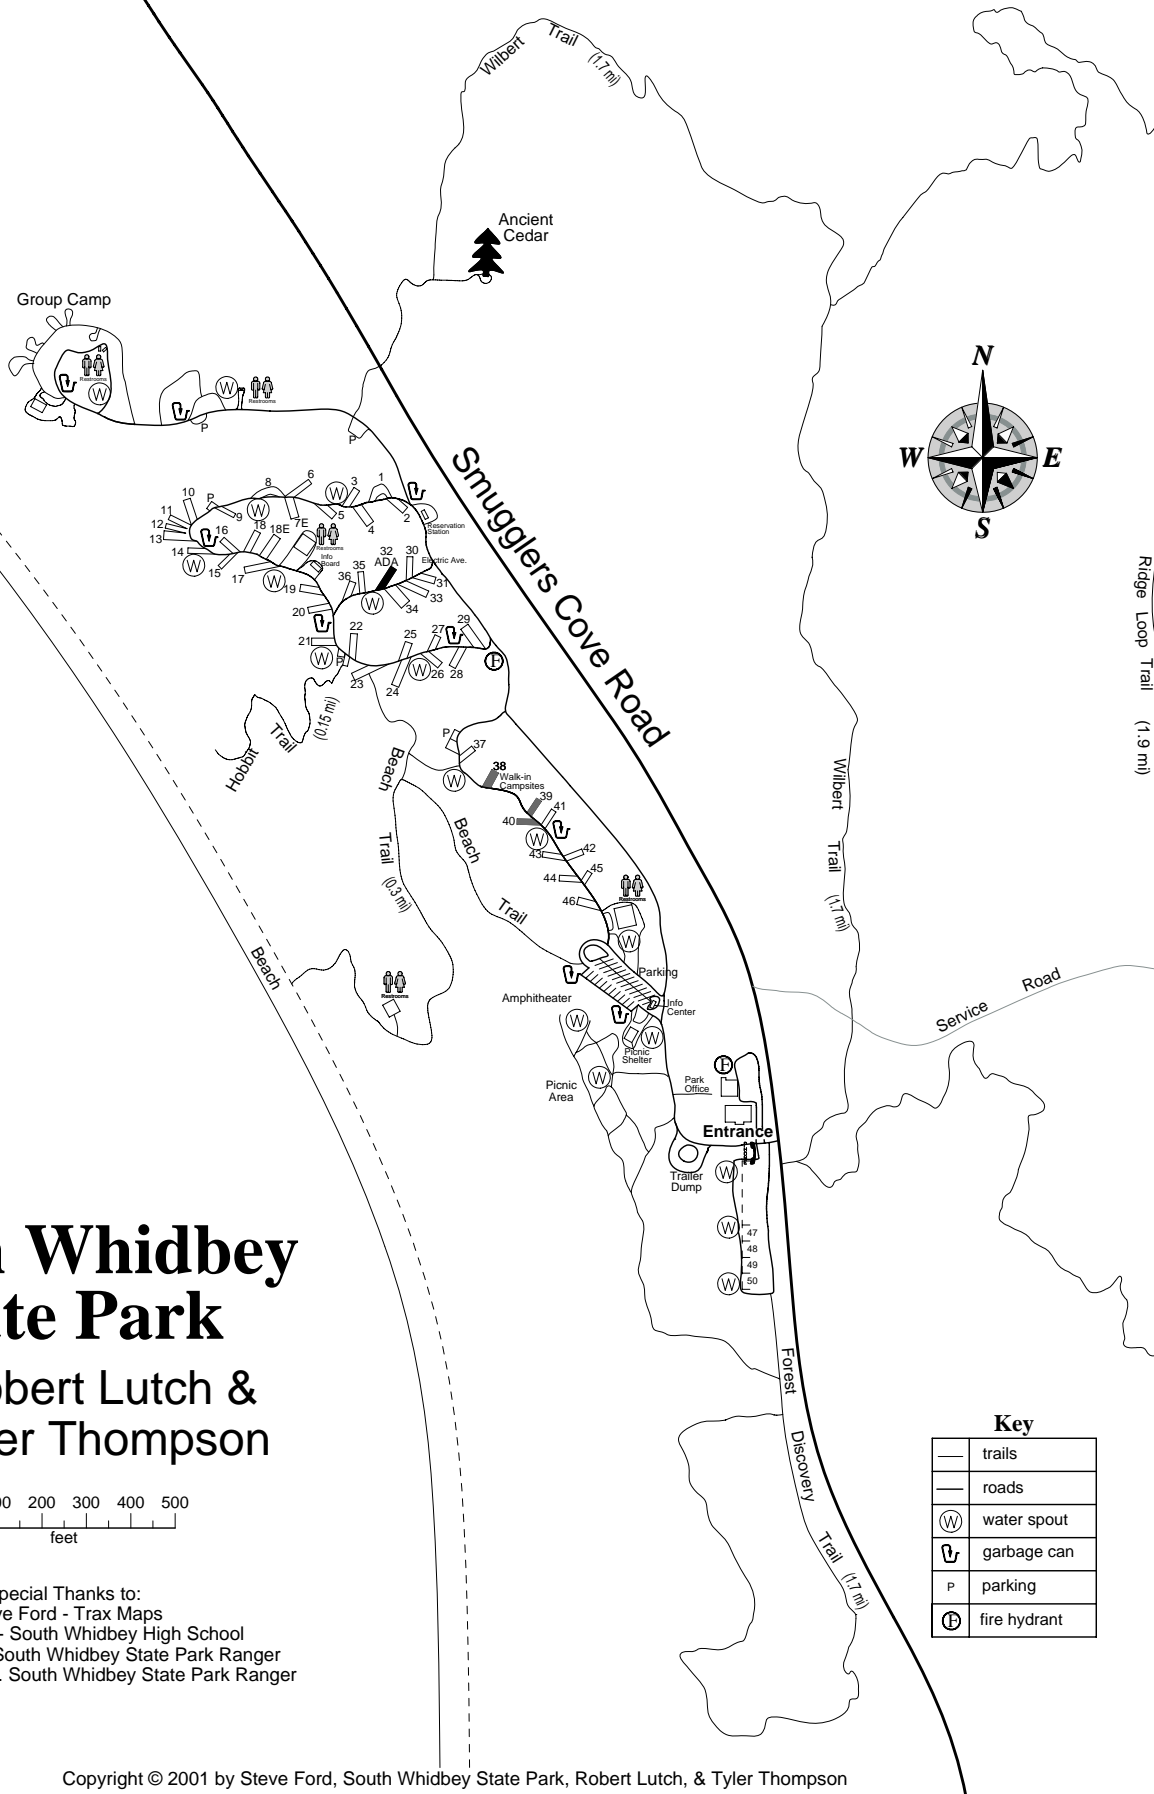 Wilbert Trail (1.7 mi)
Ancient
Cedar
Group Camp
Restrooms
W
W
Restrooms
P
P
N
W
E
S
Smugglers Cove Road
10
P
8
6
W
3
1
11
12
13
9
W
7E
5
4
2
Reservation
Station
16
18
18E
Restrooms
Info
Board
14
W
15
17
W
19
35
32
ADA
30
Electric Ave.
36
31
33
34
W
20
21
22
W
P
23
25
27
29
24
W
26
28
F
Hobbit Trail (0.15 mi)
Ridge Loop Trail (1.9 mi)
P
37
W
38
Walk-in
Campsites
39
40
41
W
43
42
44
45
46
Restrooms
W
Beach Trail (0.3 mi)
Beach Trail
Wilbert Trail (1.7 mi)
Beach
Restrooms
Parking
Amphitheater
Info
Center
W
W
Picnic
Shelter
W
Picnic
Area
Service Road
F
Park
Office
Entrance
Trailer
Dump
W
W
47
48
49
50
W
Whidbey
te Park
bert Lutch &
er Thompson
00 200 300 400 500
feet
Forest Discovery Trail (1.7 mi)
Key
trails
roads
W water spout
garbage can
P parking
F fire hydrant
pecial Thanks to:
ve Ford - Trax Maps
- South Whidbey High School
South Whidbey State Park Ranger
. South Whidbey State Park Ranger
Copyright © 2001 by Steve Ford, South Whidbey State Park, Robert Lutch, & Tyler Thompson